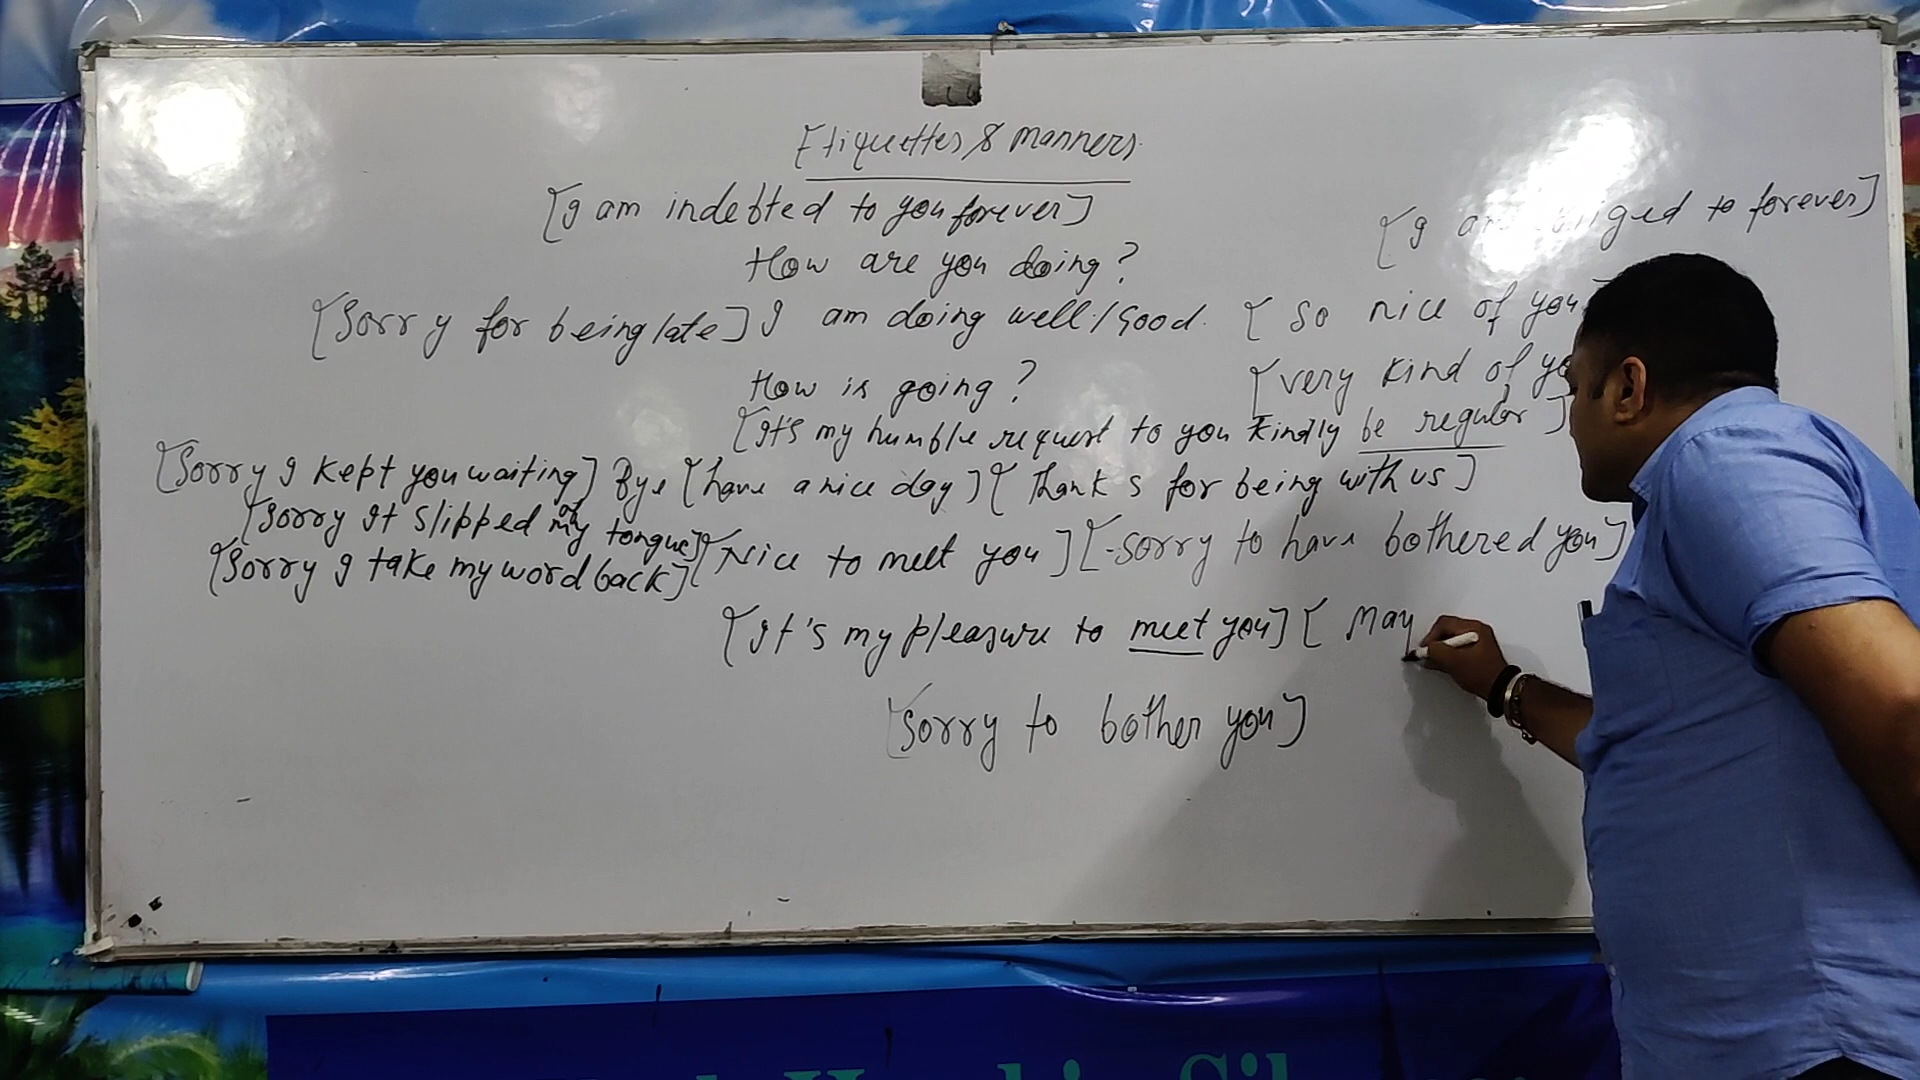 Etiquettes & manners
[I am indebted to you forever] [I to forever]
How are you doing?
[Sorry for being late] I am doing well/Good. [so nice of you]
How is going? [very kind of
[It's my humble request to you kindly be regular]
[Sorry I kept you waiting] Bye [have a nice day] [Thanks for being with us]
[Sorry It slipped of my tongue]
[Nice to meet you] [-sorry to have bothered you]
[Sorry I take my word back]
[It's my pleasure to meet you] [May
[Sorry to bother you]